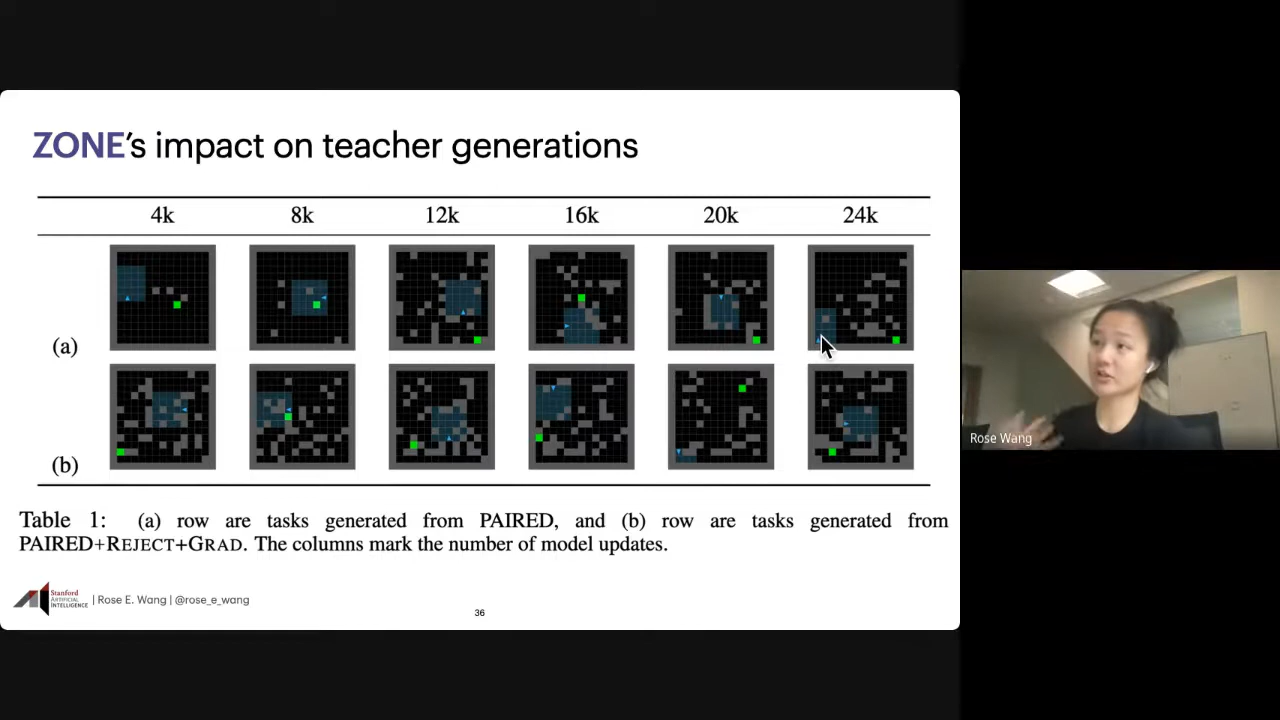 ZONE's impact on teacher generations
4k 8k 12k 16k 20k 24k
(a)
(b)
Table 1: (a) row are tasks generated from PAIRED, and (b) row are tasks generated from
PAIRED+REJECT+GRAD. The columns mark the number of model updates.
Stanford
ARTIFICIAL
INTELLIGENCE
| Rose E. Wang | @rose_e_wang
36
Rose Wang